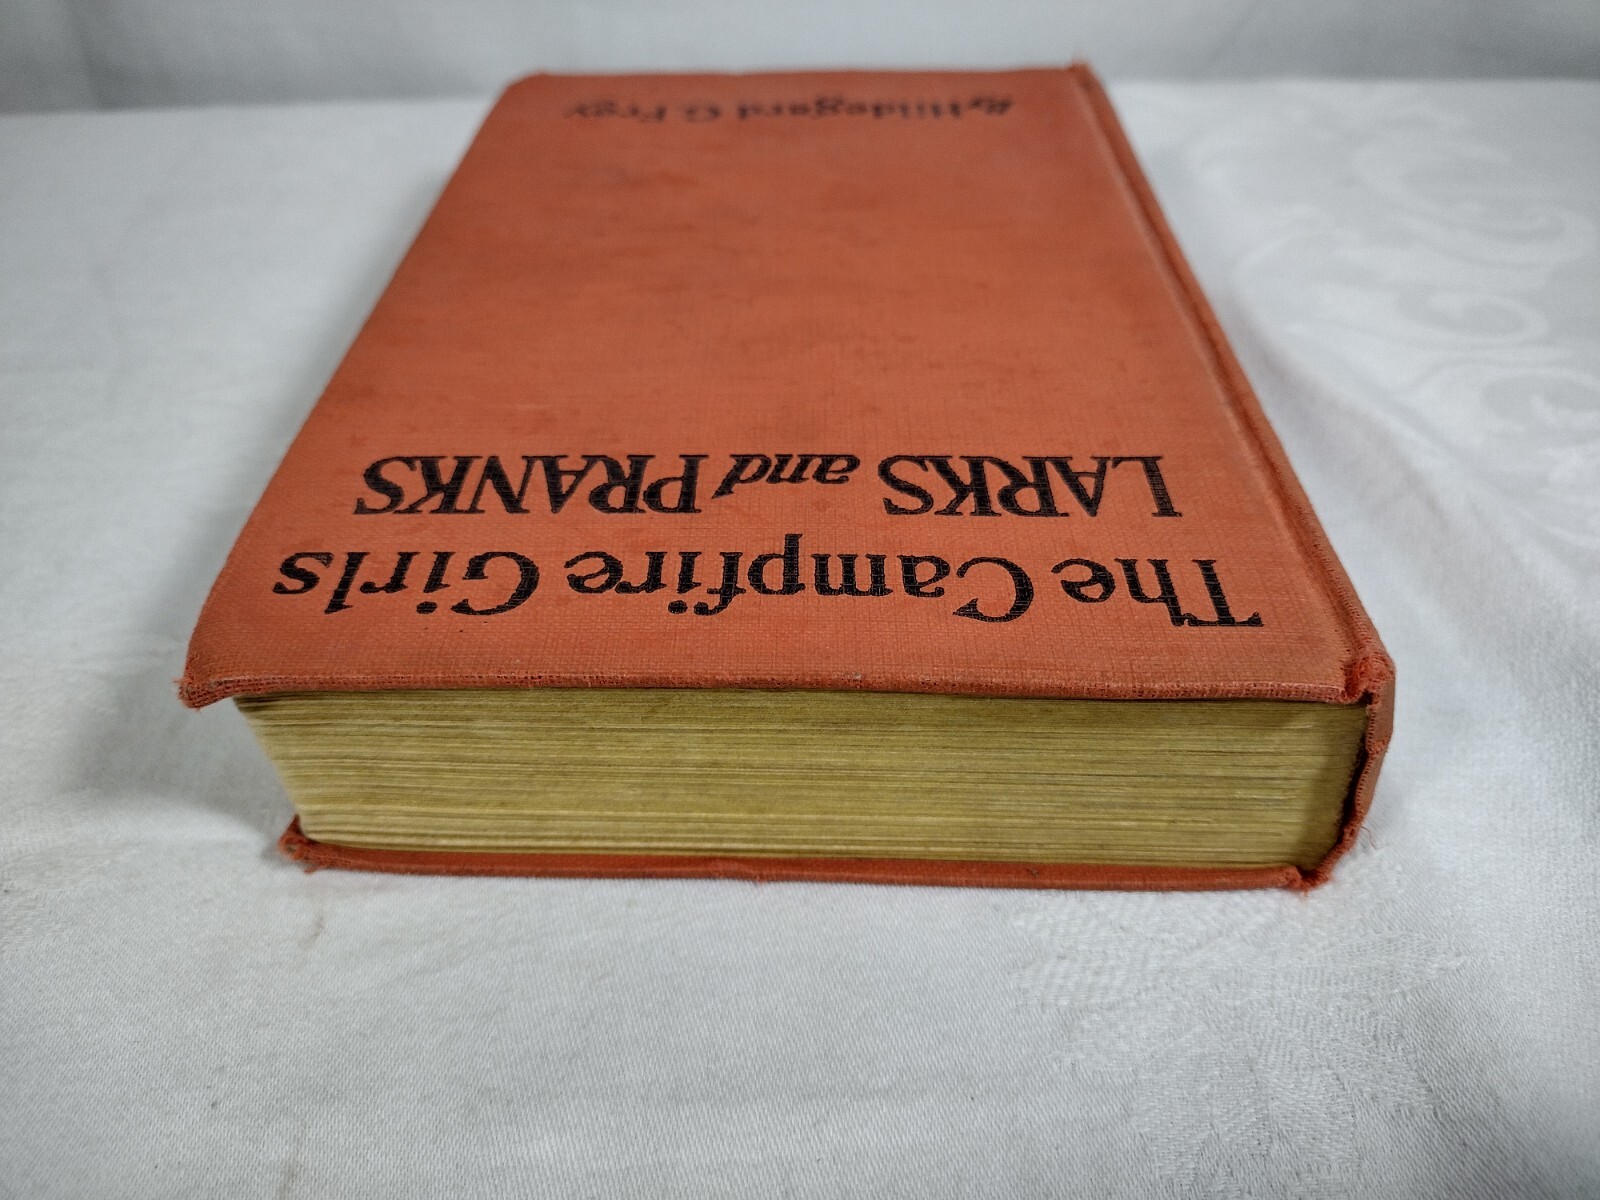 The Campfire Girls
LARKS and PRANKS
By Hildegard G. Frey